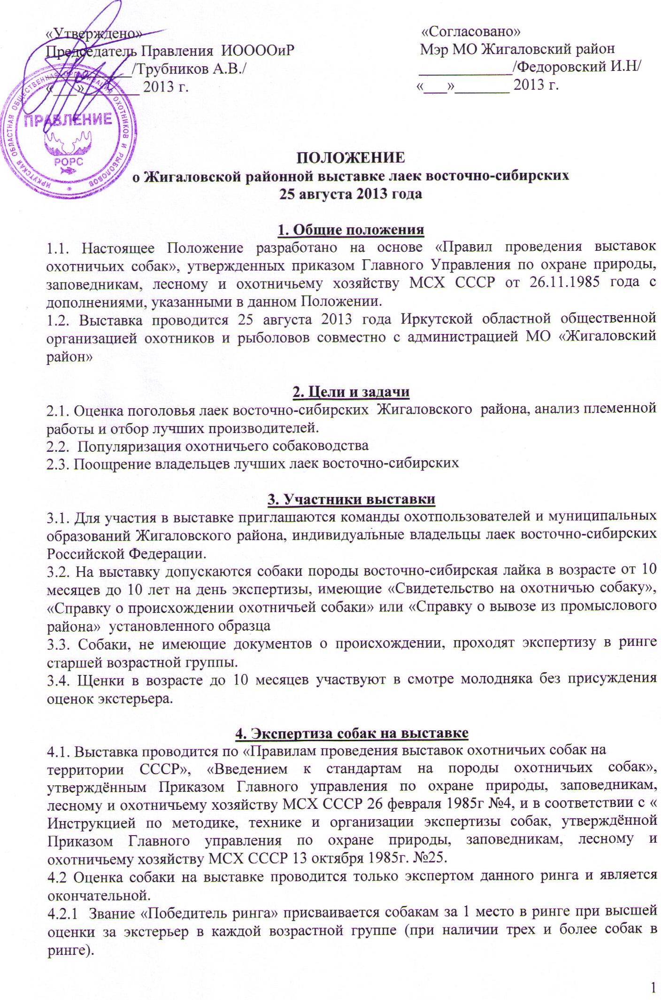 «Утверждено» «Согласовано»
Председатель Правления ИООООиР Мэр МО Жигаловский район
___________/Трубников А.В./ ____________/Федоровский И.Н/
«___»_______ 2013 г. «___»_______ 2013 г.
ИРКУТСКАЯ ОБЛАСТНАЯ ОБЩЕСТВЕННАЯ ОРГАНИЗАЦИЯ ОХОТНИКОВ И РЫБОЛОВОВ *
ПРАВЛЕНИЕ
РОРС
ПОЛОЖЕНИЕ
о Жигаловской районной выставке лаек восточно-сибирских
25 августа 2013 года
1. Общие положения
1.1. Настоящее Положение разработано на основе «Правил проведения выставок
охотничьих собак», утвержденных приказом Главного Управления по охране природы,
заповедникам, лесному и охотничьему хозяйству МСХ СССР от 26.11.1985 года с
дополнениями, указанными в данном Положении.
1.2. Выставка проводится 25 августа 2013 года Иркутской областной общественной
организацией охотников и рыболовов совместно с администрацией МО «Жигаловский
район»
2. Цели и задачи
2.1. Оценка поголовья лаек восточно-сибирских Жигаловского района, анализ племенной
работы и отбор лучших производителей.
2.2. Популяризация охотничьего собаководства
2.3. Поощрение владельцев лучших лаек восточно-сибирских
3. Участники выставки
3.1. Для участия в выставке приглашаются команды охотпользователей и муниципальных
образований Жигаловского района, индивидуальные владельцы лаек восточно-сибирских
Российской Федерации.
3.2. На выставку допускаются собаки породы восточно-сибирская лайка в возрасте от 10
месяцев до 10 лет на день экспертизы, имеющие «Свидетельство на охотничью собаку»,
«Справку о происхождении охотничьей собаки» или «Справку о вывозе из промыслового
района» установленного образца
3.3. Собаки, не имеющие документов о происхождении, проходят экспертизу в ринге
старшей возрастной группы.
3.4. Щенки в возрасте до 10 месяцев участвуют в смотре молодняка без присуждения
оценок экстерьера.
4. Экспертиза собак на выставке
4.1. Выставка проводится по «Правилам проведения выставок охотничьих собак на
территории СССР», «Введением к стандартам на породы охотничьих собак»,
утверждённым Приказом Главного управления по охране природы, заповедникам,
лесному и охотничьему хозяйству МСХ СССР 26 февраля 1985г №4, и в соответствии с «
Инструкцией по методике, технике и организации экспертизы собак, утверждённой
Приказом Главного управления по охране природы, заповедникам, лесному и
охотничьему хозяйству МСХ СССР 13 октября 1985г. №25.
4.2 Оценка собаки на выставке проводится только экспертом данного ринга и является
окончательной.
4.2.1 Звание «Победитель ринга» присваивается собакам за 1 место в ринге при высшей
оценки за экстерьер в каждой возрастной группе (при наличии трех и более собак в
ринге).
1